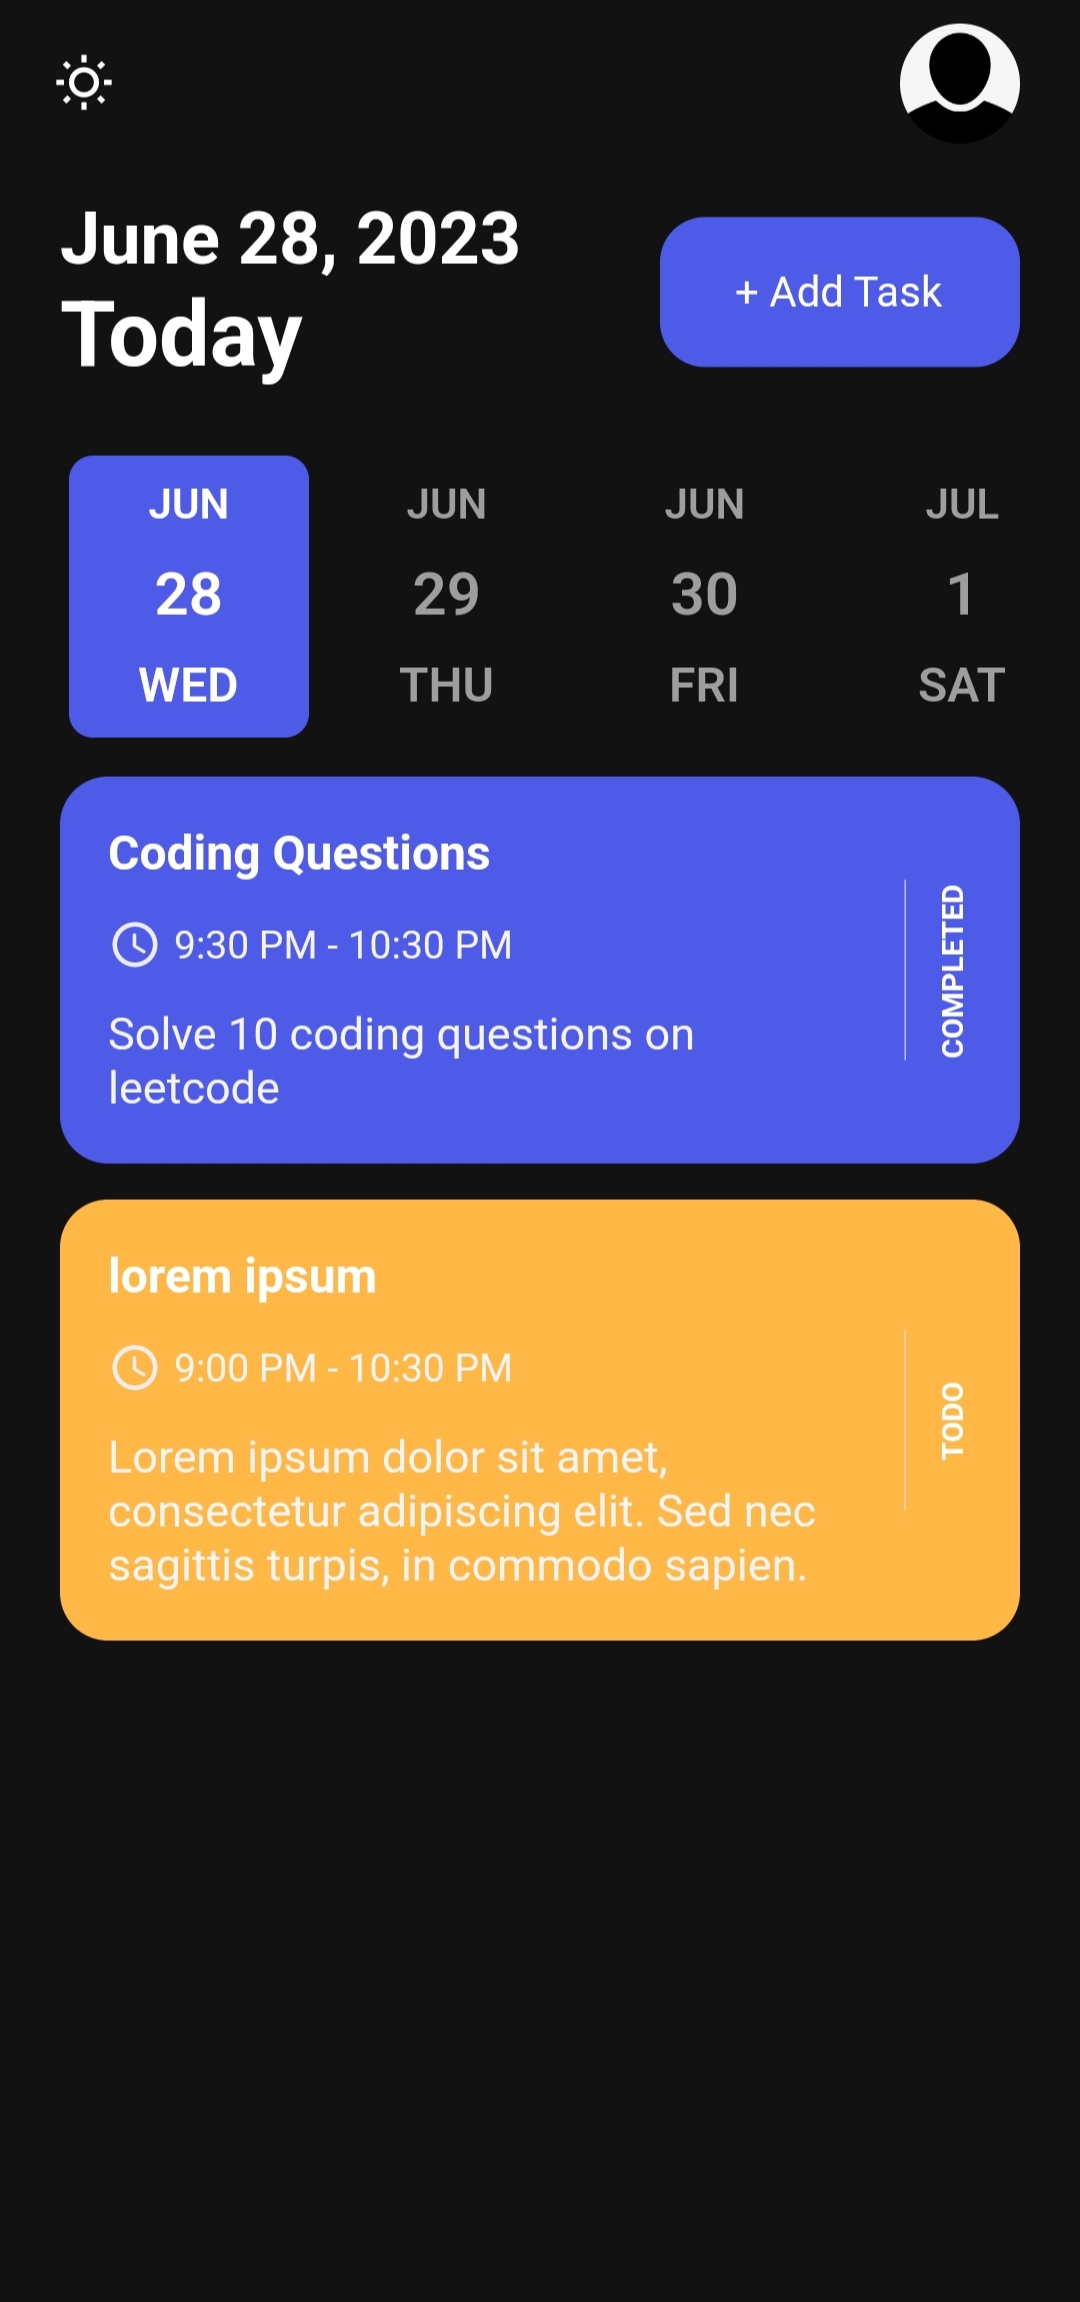 June 28, 2023
Today
+ Add Task
JUN
28
WED
JUN
29
THU
JUN
30
FRI
JUL
1
SAT
Coding Questions
9:30 PM - 10:30 PM
Solve 10 coding questions on
leetcode
COMPLETED
lorem ipsum
9:00 PM - 10:30 PM
Lorem ipsum dolor sit amet,
consectetur adipiscing elit. Sed nec
sagittis turpis, in commodo sapien.
TODO